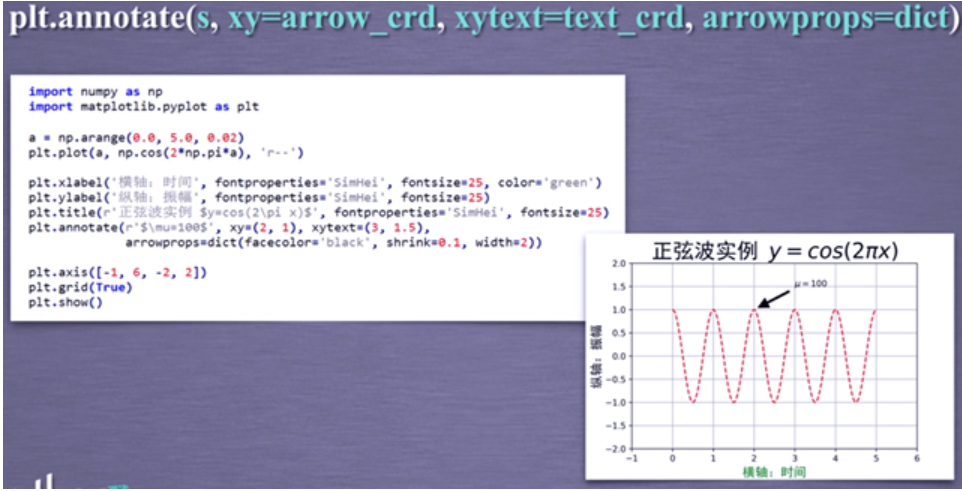 plt.annotate(s, xy=arrow_crd, xytext=text_crd, arrowprops=dict)
import numpy as np
import matplotlib.pyplot as plt
a = np.arange(0.0, 5.0, 0.02)
plt.plot(a, np.cos(2*np.pi*a), 'r--')
plt.xlabel('横轴：时间', fontproperties='SimHei', fontsize=25, color='green')
plt.ylabel('纵轴：振幅', fontproperties='SimHei', fontsize=25)
plt.title(r'正弦波实例 $y=cos(2\pi x)$', fontproperties='SimHei', fontsize=25)
plt.annotate(r'$\mu=100$', xy=(2, 1), xytext=(3, 1.5),
arrowprops=dict(facecolor='black', shrink=0.1, width=2))
plt.axis([-1, 6, -2, 2])
plt.grid(True)
plt.show()
正弦波实例 y = cos(2πx)
2.0
1.5
μ = 100
1.0
0.5
0.0
−0.5
−1.0
−1.5
−2.0
纵轴：振幅
−1 0 1 2 3 4 5 6
横轴：时间